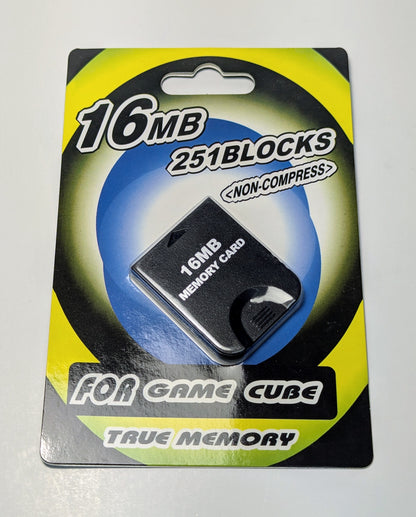 16MB
251BLOCKS
<NON-COMPRESS>
16MB
MEMORY CARD
FOR GAME CUBE
TRUE MEMORY